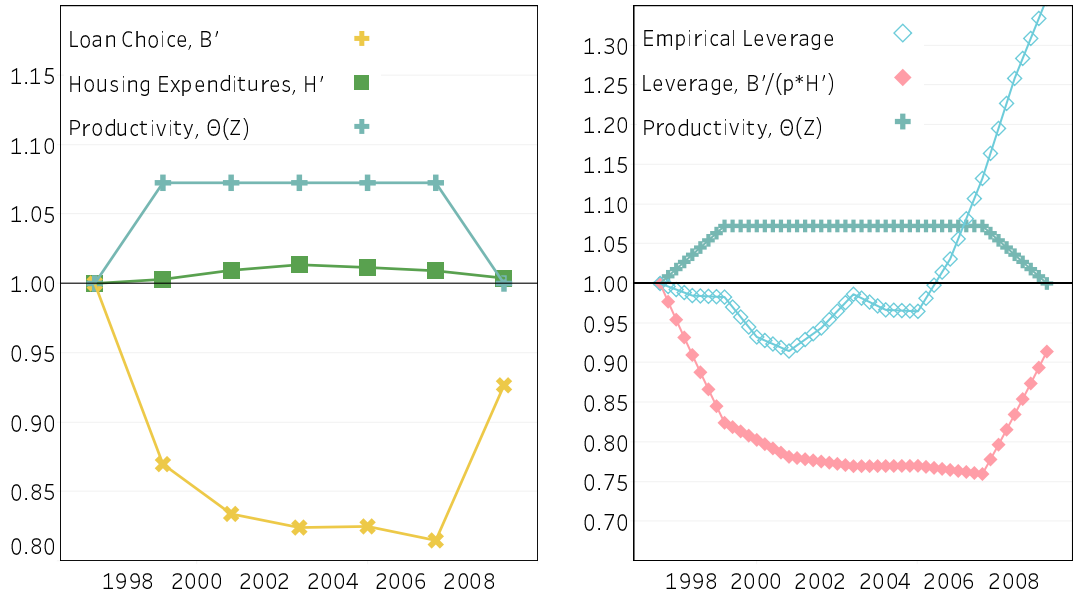 Loan Choice, B′
Housing Expenditures, H′
Productivity, Θ(Z)
1.15
1.10
1.05
1.00
0.95
0.90
0.85
0.80
1998 2000 2002 2004 2006 2008
Empirical Leverage
Leverage, B′/(p*H′)
Productivity, Θ(Z)
1.30
1.25
1.20
1.15
1.10
1.05
1.00
0.95
0.90
0.85
0.80
0.75
0.70
1998 2000 2002 2004 2006 2008